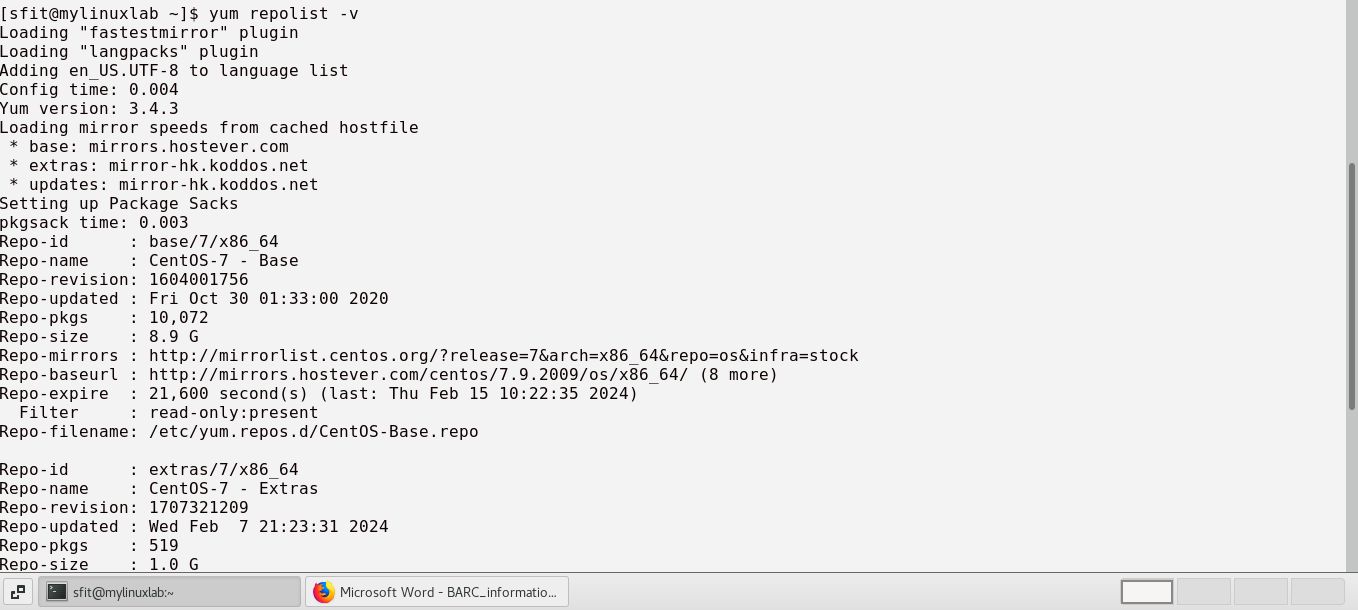 [sfit@mylinuxlab ~]$ yum repolist -v
Loading "fastestmirror" plugin
Loading "langpacks" plugin
Adding en_US.UTF-8 to language list
Config time: 0.004
Yum version: 3.4.3
Loading mirror speeds from cached hostfile
 * base: mirrors.hostever.com
 * extras: mirror-hk.koddos.net
 * updates: mirror-hk.koddos.net
Setting up Package Sacks
pkgsack time: 0.003
Repo-id      : base/7/x86_64
Repo-name    : CentOS-7 - Base
Repo-revision: 1604001756
Repo-updated : Fri Oct 30 01:33:00 2020
Repo-pkgs    : 10,072
Repo-size    : 8.9 G
Repo-mirrors : http://mirrorlist.centos.org/?release=7&arch=x86_64&repo=os&infra=stock
Repo-baseurl : http://mirrors.hostever.com/centos/7.9.2009/os/x86_64/ (8 more)
Repo-expire  : 21,600 second(s) (last: Thu Feb 15 10:22:35 2024)
  Filter     : read-only:present
Repo-filename: /etc/yum.repos.d/CentOS-Base.repo

Repo-id      : extras/7/x86_64
Repo-name    : CentOS-7 - Extras
Repo-revision: 1707321209
Repo-updated : Wed Feb  7 21:23:31 2024
Repo-pkgs    : 519
Repo-size    : 1.0 G
sfit@mylinuxlab:~
Microsoft Word - BARC_informatio...